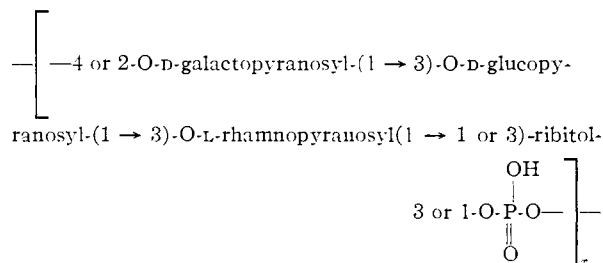 —4 or 2-O-D-galactopyranosyl-(1 → 3)-O-D-glucopy-
ranosyl-(1 → 3)-O-L-rhamnopyranosyl(1 → 1 or 3)-ribitol-
OH
3 or 1-O-P-O—
O
x